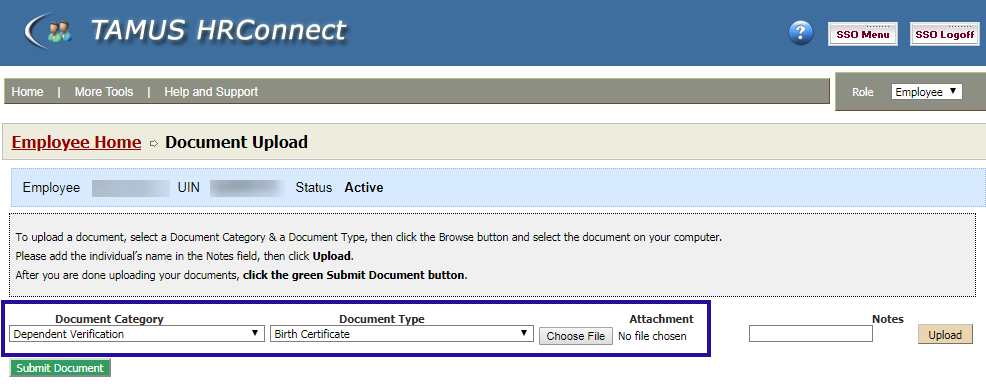 TAMUS HRConnect
?
SSO Menu
SSO Logoff
Home | More Tools | Help and Support
Role Employee
Employee Home ⇨ Document Upload
Employee UIN Status Active
To upload a document, select a Document Category & a Document Type, then click the Browse button and select the document on your computer.
Please add the individual's name in the Notes field, then click Upload.
After you are done uploading your documents, click the green Submit Document button.
Document Category Document Type Attachment Notes
Dependent Verification Birth Certificate Choose File No file chosen Upload
Submit Document